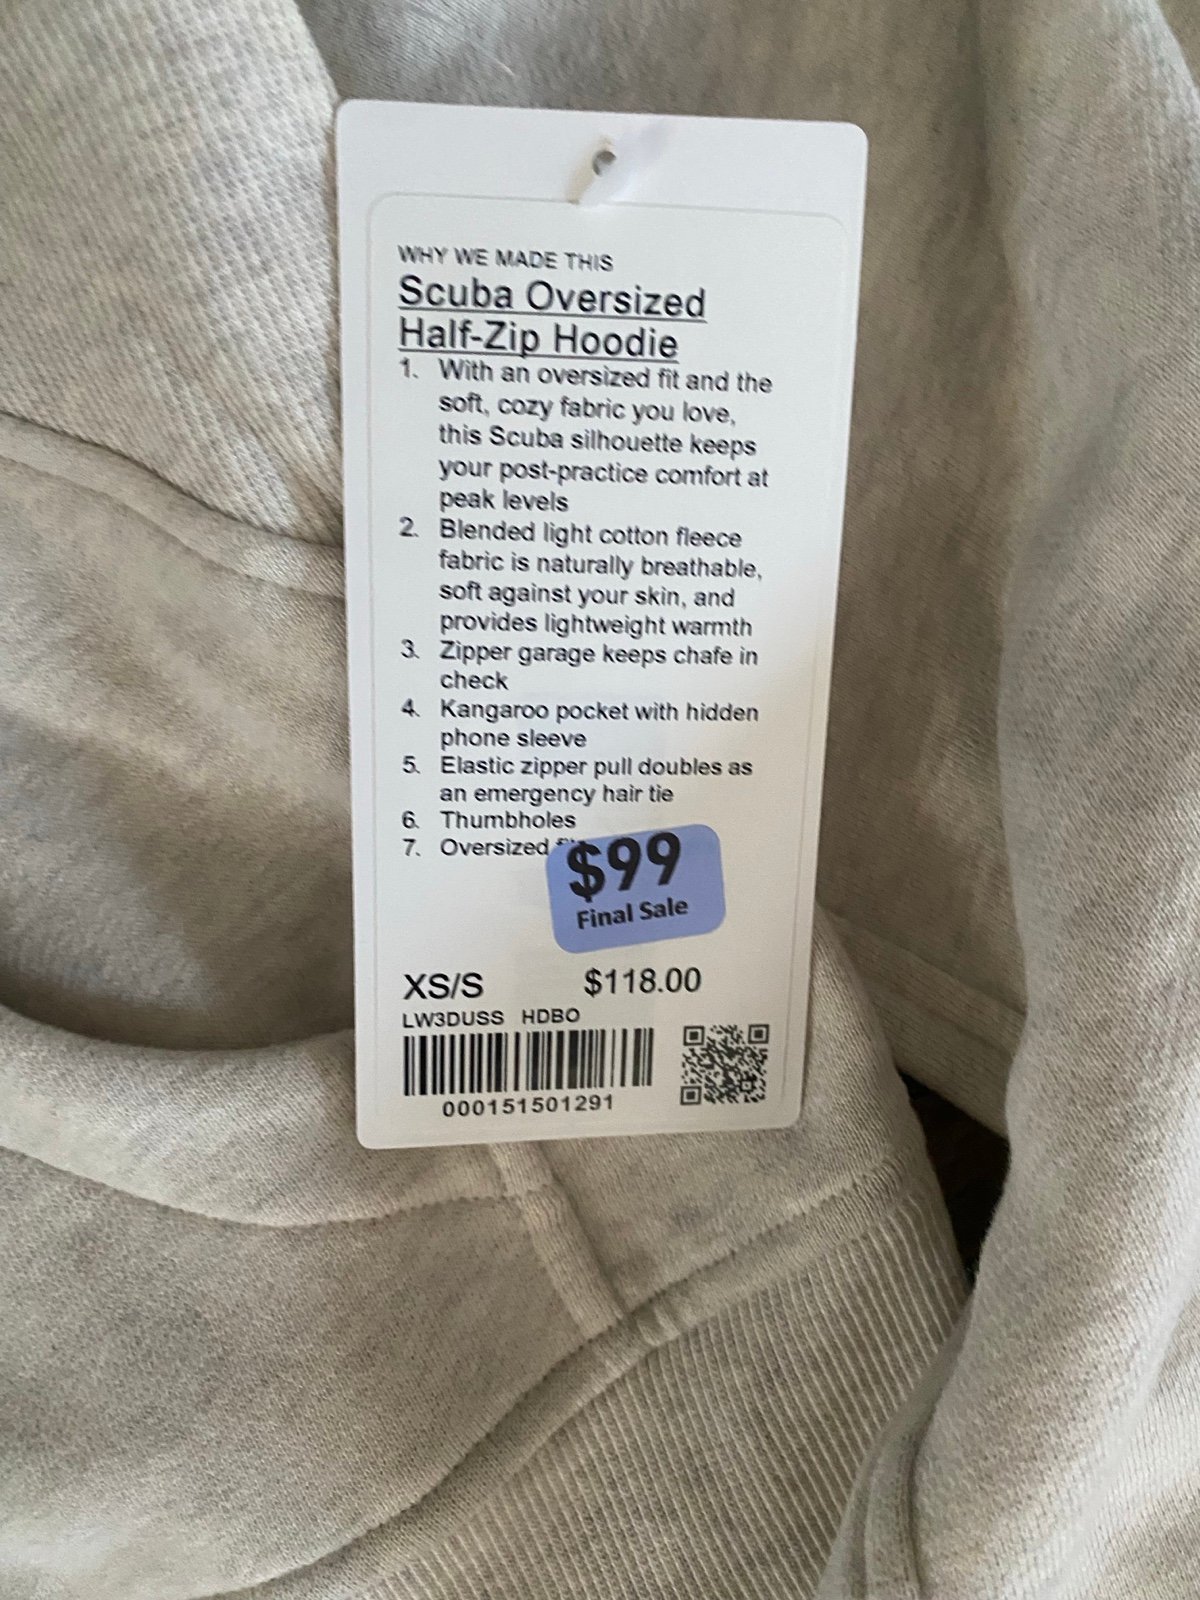 WHY WE MADE THIS
Scuba Oversized
Half-Zip Hoodie
1. With an oversized fit and the
soft, cozy fabric you love,
this Scuba silhouette keeps
your post-practice comfort at
peak levels
2. Blended light cotton fleece
fabric is naturally breathable,
soft against your skin, and
provides lightweight warmth
3. Zipper garage keeps chafe in
check
4. Kangaroo pocket with hidden
phone sleeve
5. Elastic zipper pull doubles as
an emergency hair tie
6. Thumbholes
7. Oversized
$99
Final Sale
XS/S $118.00
LW3DUSS HDBO
000151501291